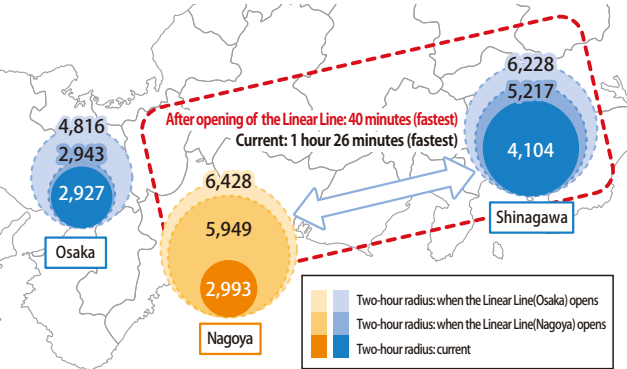 6,228
5,217
4,104
Shinagawa
After opening of the Linear Line: 40 minutes (fastest)
Current: 1 hour 26 minutes (fastest)
4,816
2,943
2,927
Osaka
6,428
5,949
2,993
Nagoya
Two-hour radius: when the Linear Line(Osaka) opens
Two-hour radius: when the Linear Line(Nagoya) opens
Two-hour radius: current